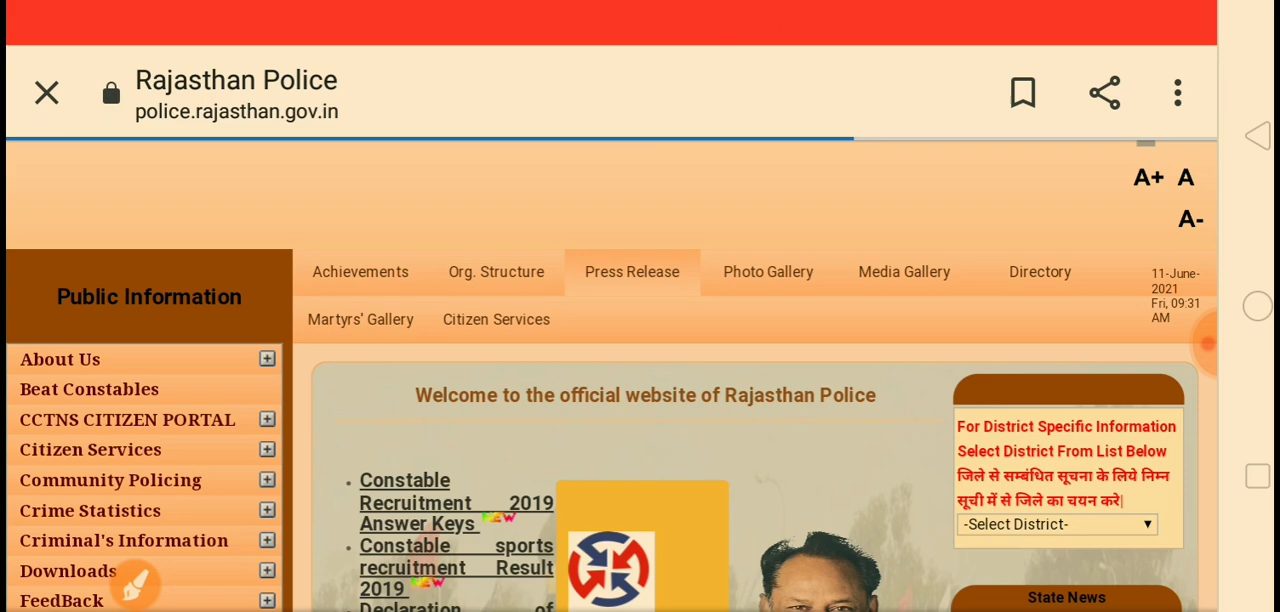 Rajasthan Police
police.rajasthan.gov.in
A+ A
A-
Public Information
Achievements Org. Structure Press Release Photo Gallery Media Gallery Directory
Martyrs' Gallery Citizen Services
11-June-
2021
Fri, 09:31
AM
About Us
Beat Constables
CCTNS CITIZEN PORTAL
Citizen Services
Community Policing
Crime Statistics
Criminal's Information
Downloads
FeedBack
Welcome to the official website of Rajasthan Police
Constable
Recruitment 2019
Answer Keys NEW
Constable sports
recruitment Result
2019 NEW
Declaration of
For District Specific Information
Select District From List Below
जिले से सम्बंधित सूचना के लिये निम्न
सूची में से जिले का चयन करे|
-Select District-
State News